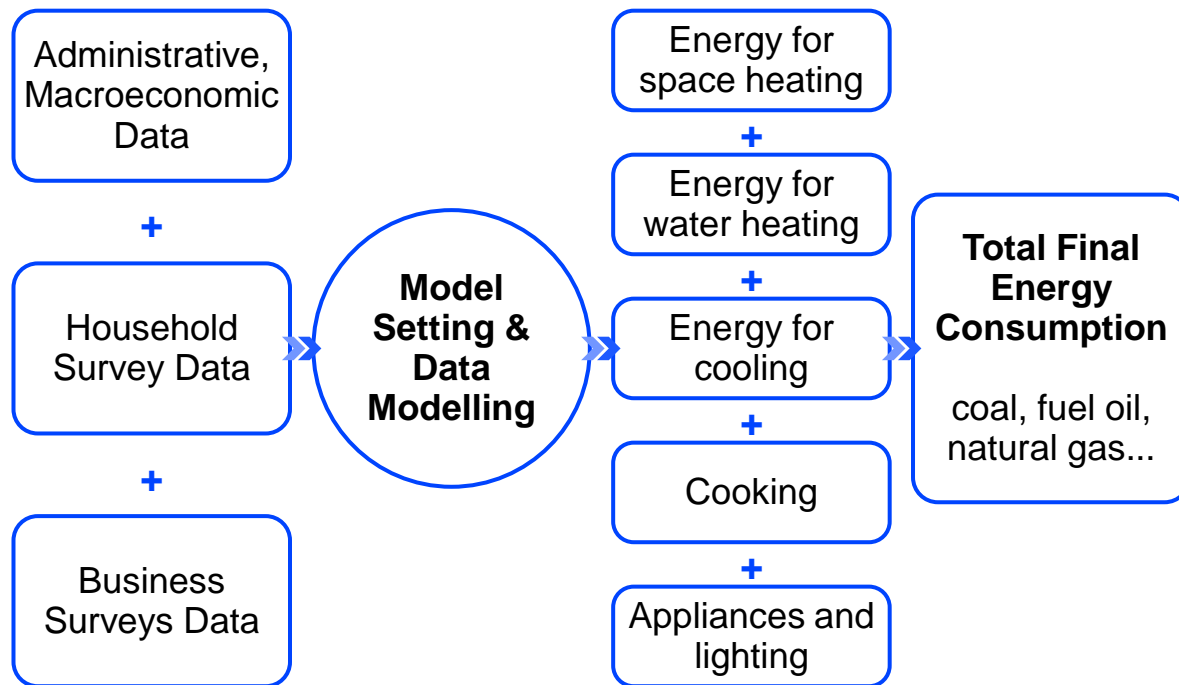 Administrative,
Macroeconomic
Data
+
Household
Survey Data
+
Business
Surveys Data
Model
Setting &
Data
Modelling
Energy for
space heating
+
Energy for
water heating
+
Energy for
cooling
+
Cooking
+
Appliances and
lighting
Total Final
Energy
Consumption
coal, fuel oil,
natural gas...